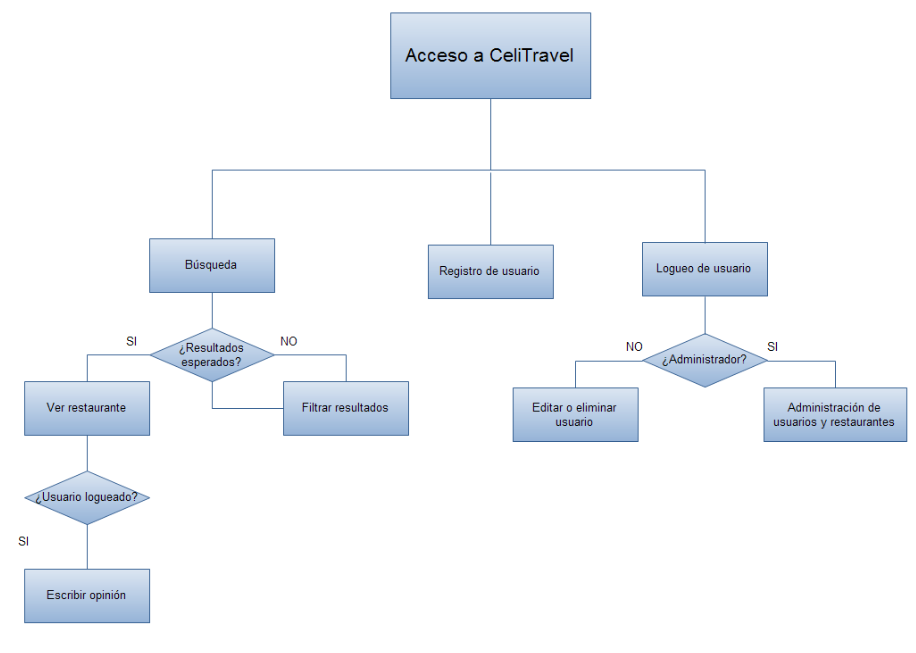 Acceso a CeliTravel
Búsqueda
Registro de usuario
Logueo de usuario
SI
¿Resultados
esperados?
NO
NO
¿Administrador?
SI
Ver restaurante
Filtrar resultados
Editar o eliminar
usuario
Administración de
usuarios y restaurantes
¿Usuario logueado?
SI
Escribir opinión